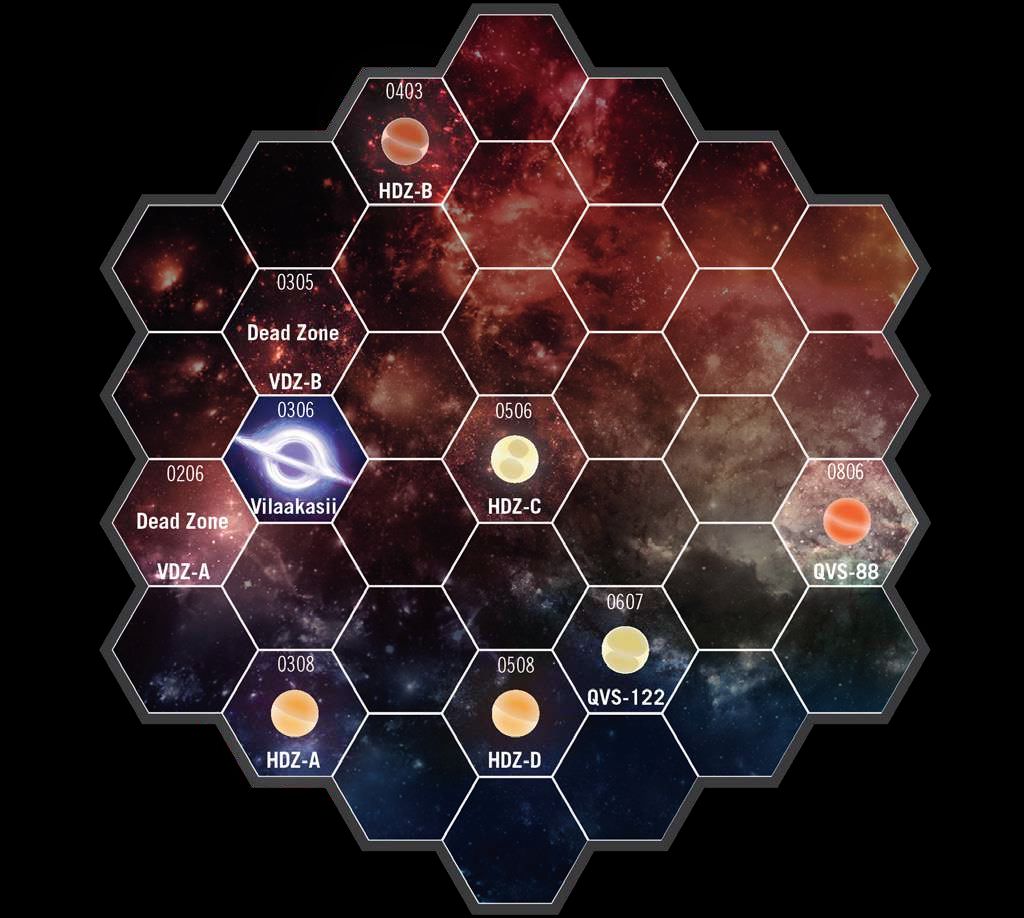 0403
HDZ-B
0305
Dead Zone
VDZ-B
0306
Vilaakasii
0506
HDZ-C
0206
Dead Zone
VDZ-A
0806
QVS-88
0607
QVS-122
0308
HDZ-A
0508
HDZ-D